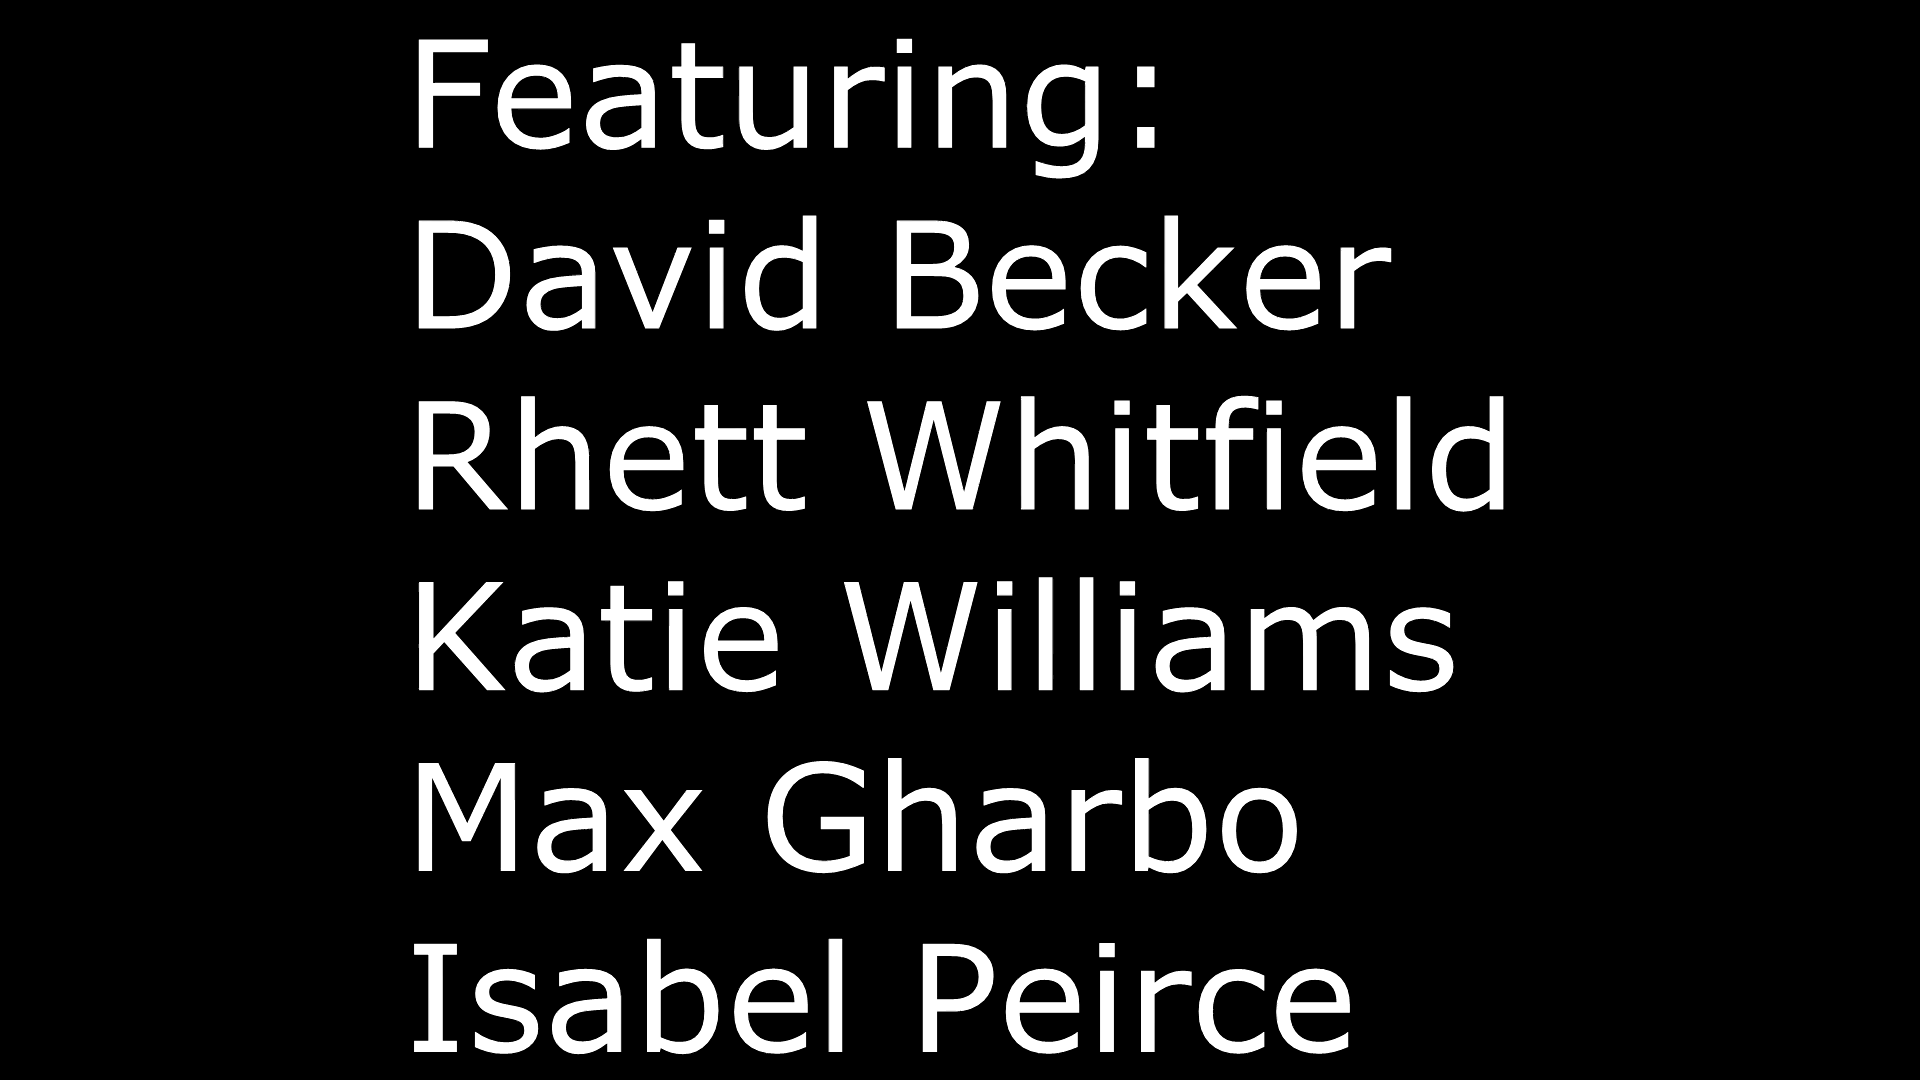 Featuring:
David Becker
Rhett Whitfield
Katie Williams
Max Gharbo
Isabel Peirce